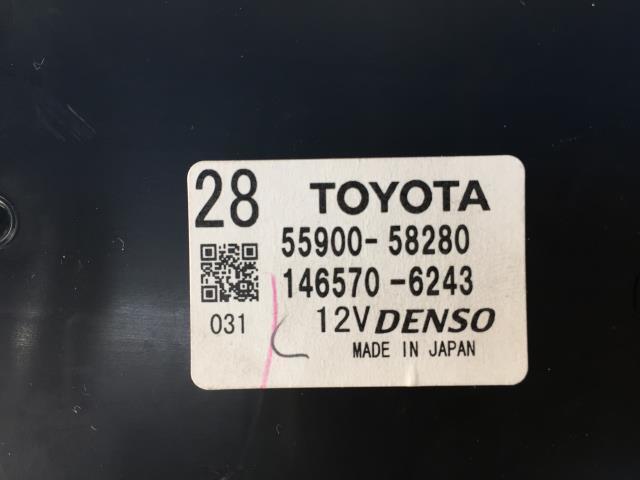 28 TOYOTA
55900-58280
146570-6243
031 12V DENSO
MADE IN JAPAN